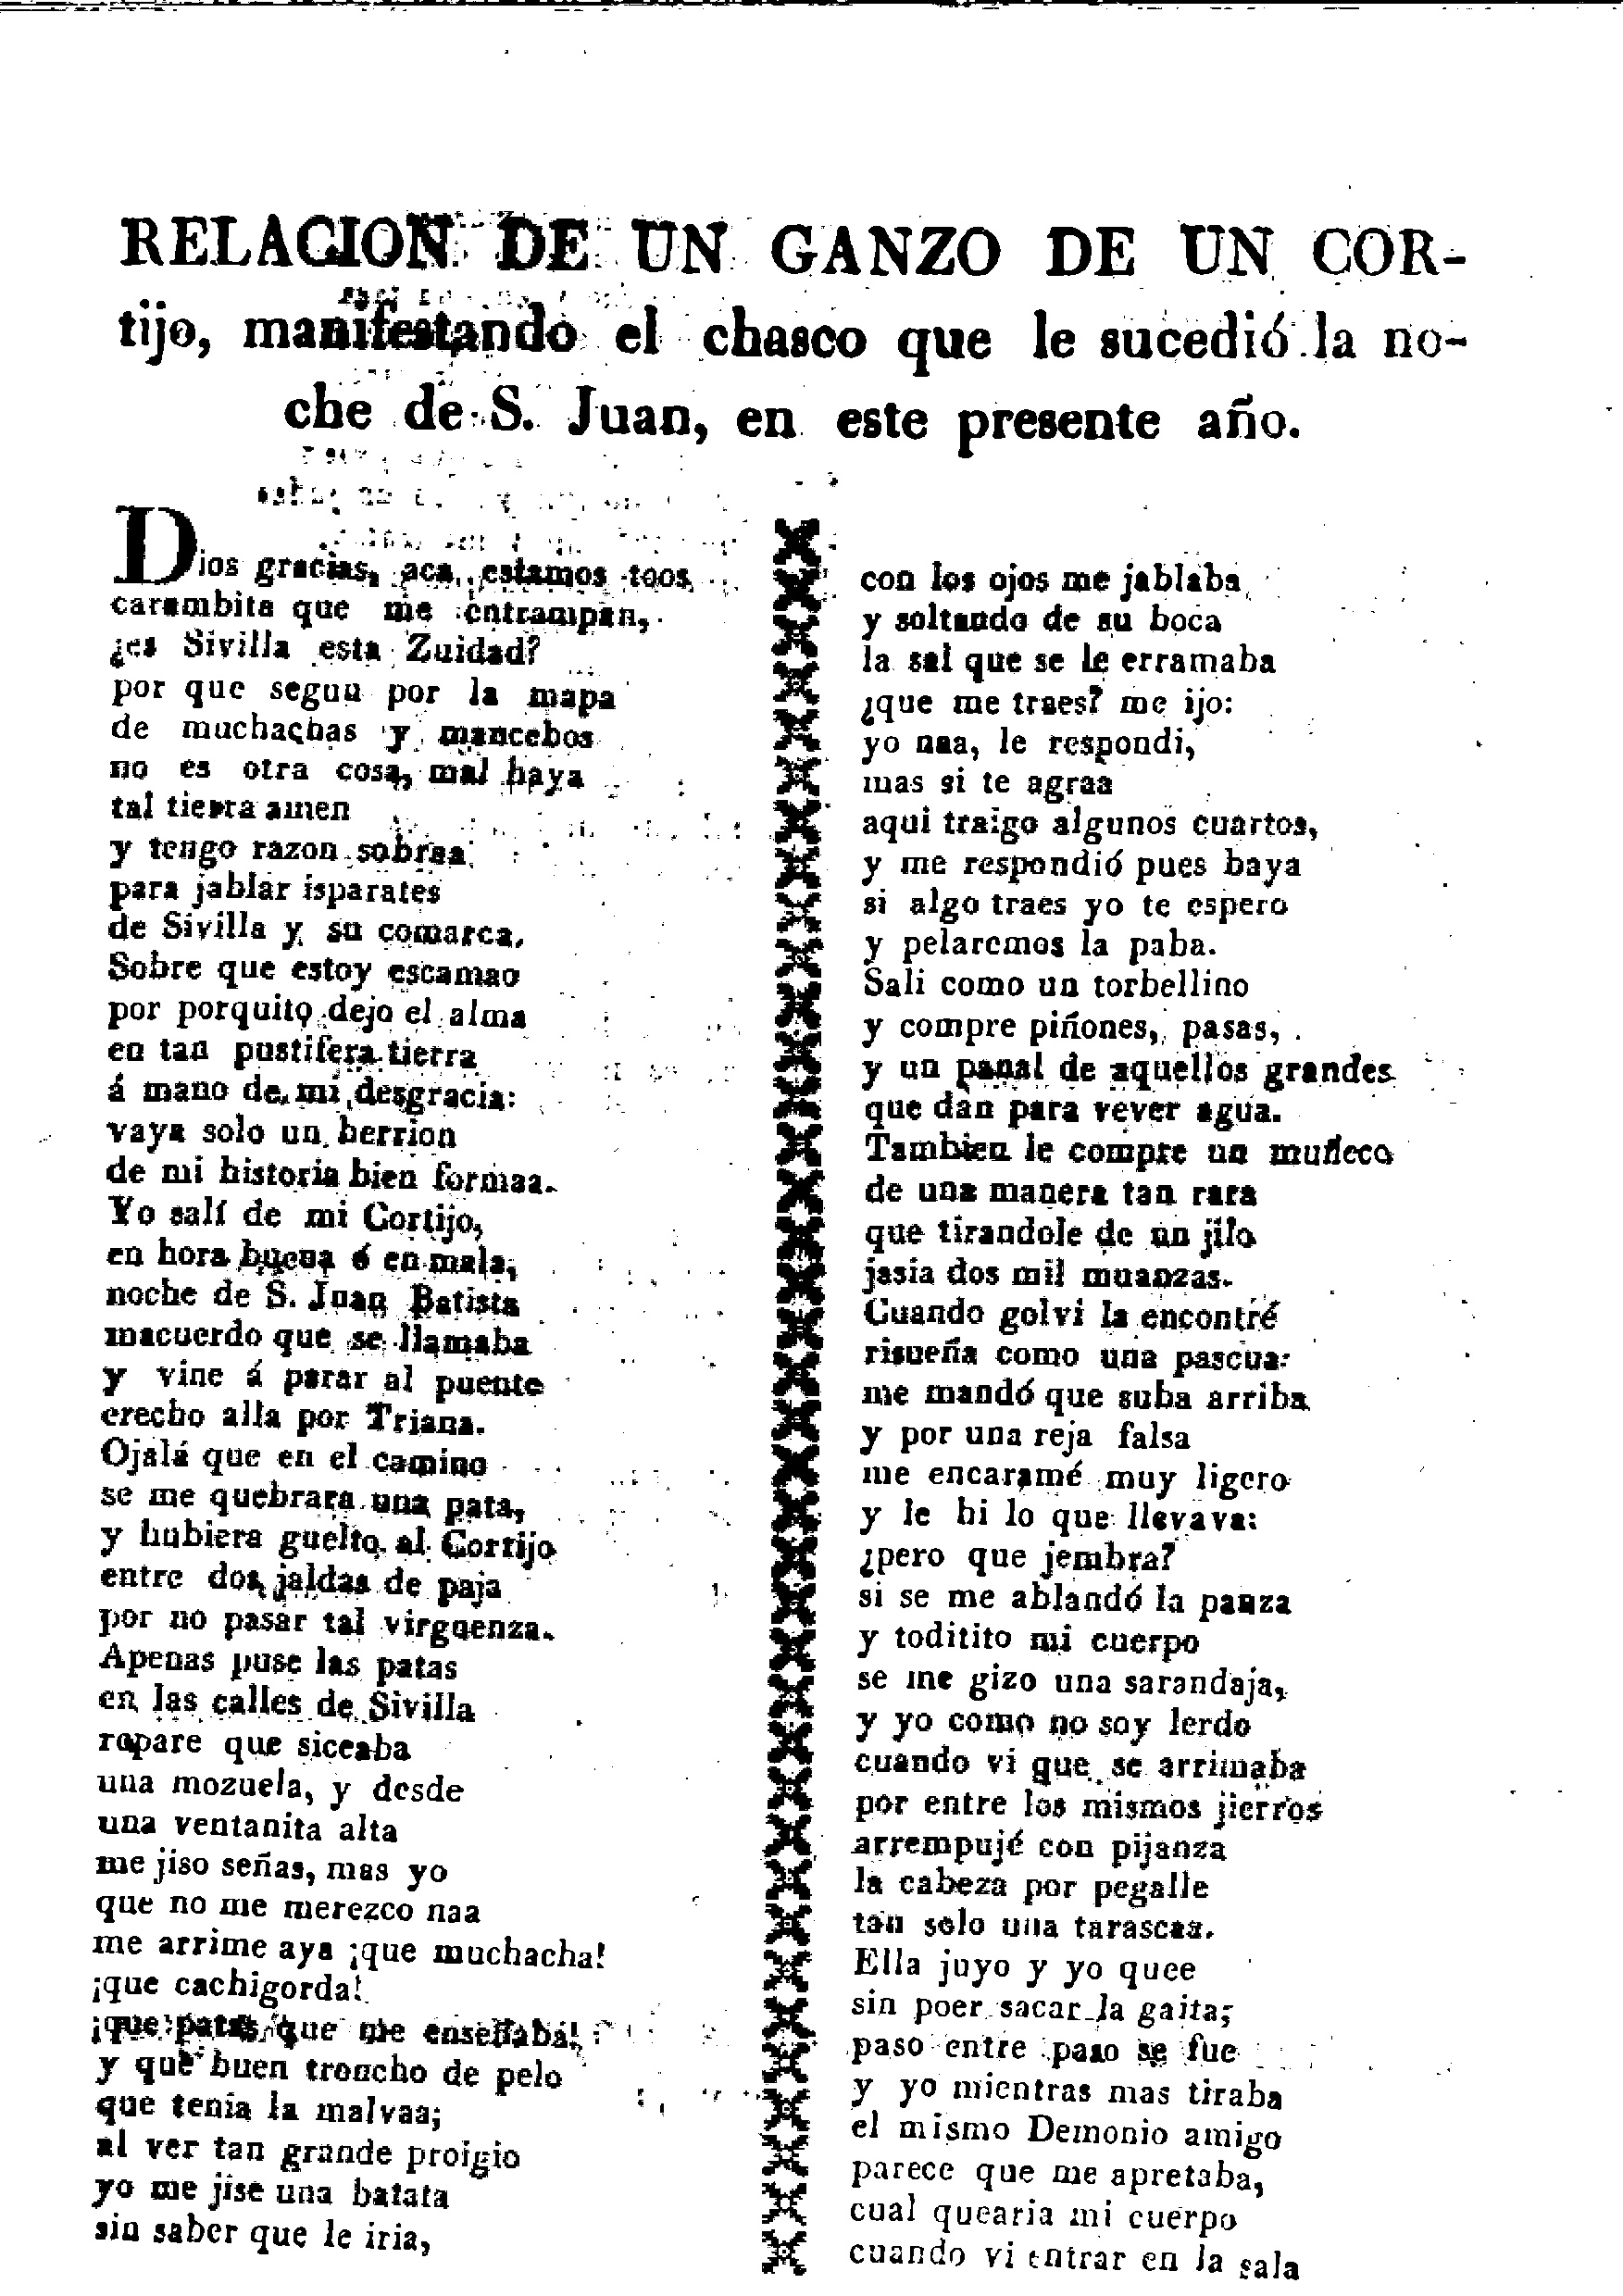 RELACION DE UN GANZO DE UN COR-
tijo, manifestando el chasco que le sucedió la no-
che de S. Juan, en este presente año.
Dios gracias, aca estamos toos
carambita que me entrampan,
¿es Sivilla esta Zuidad?
por que segun por la mapa
de muchachas y mancebos
no es otra cosa, mal haya
tal tierra amen
y tengo razon sobraa
para jablar isparates
de Sivilla y su comarca.
Sobre que estoy escamao
por porquito dejo el alma
en tan pustifera tierra
á mano de mi desgracia:
vaya solo un berrion
de mi historia bien formaa.
Yo salí de mi Cortijo,
en hora buena ó en mala,
noche de S. Juan Batista
macuerdo que se llamaba
y vine á parar al puente
erecho alla por Triana.
Ojalá que en el camino
se me quebrara una pata,
y hubiera guelto al Cortijo
entre dos jaldas de paja
por no pasar tal virguenza.
Apenas puse las patas
en las calles de Sivilla
rapare que siceaba
una mozuela, y desde
una ventanita alta
me jiso señas, mas yo
que no me merezco naa
me arrime aya ¡que muchacha!
¡que cachigorda!
¡que patas que me enseñaba!
y que buen troncho de pelo
que tenia la malvaa;
al ver tan grande proigio
yo me jise una batata
sin saber que le iria,
con los ojos me jablaba
y soltando de su boca
la sal que se le erramaba
¿que me traes? me ijo:
yo naa, le respondi,
mas si te agraa
aqui traigo algunos cuartos,
y me respondió pues baya
si algo traes yo te espero
y pelaremos la paba.
Sali como un torbellino
y compre piñones, pasas,
y un panal de aquellos grandes
que dan para vever agua.
Tambien le compre un muñeco
de una manera tan rara
que tirandole de un jilo
jasia dos mil muanzas.
Cuando golvi la encontré
risueña como una pascua:
me mandó que suba arriba
y por una reja falsa
me encaramé muy ligero
y le bi lo que llevava:
¿pero que jembra?
si se me ablandó la panza
y toditito mi cuerpo
se me gizo una sarandaja,
y yo como no soy lerdo
cuando vi que se arrimaba
por entre los mismos jierros
arrempujé con pijanza
la cabeza por pegalle
tan solo una tarascaa.
Ella juyo y yo quee
sin poer sacar la gaita;
paso entre paso se fue
y yo mientras mas tiraba
el mismo Demonio amigo
parece que me apretaba,
cual quearia mi cuerpo
cuando vi entrar en la sala